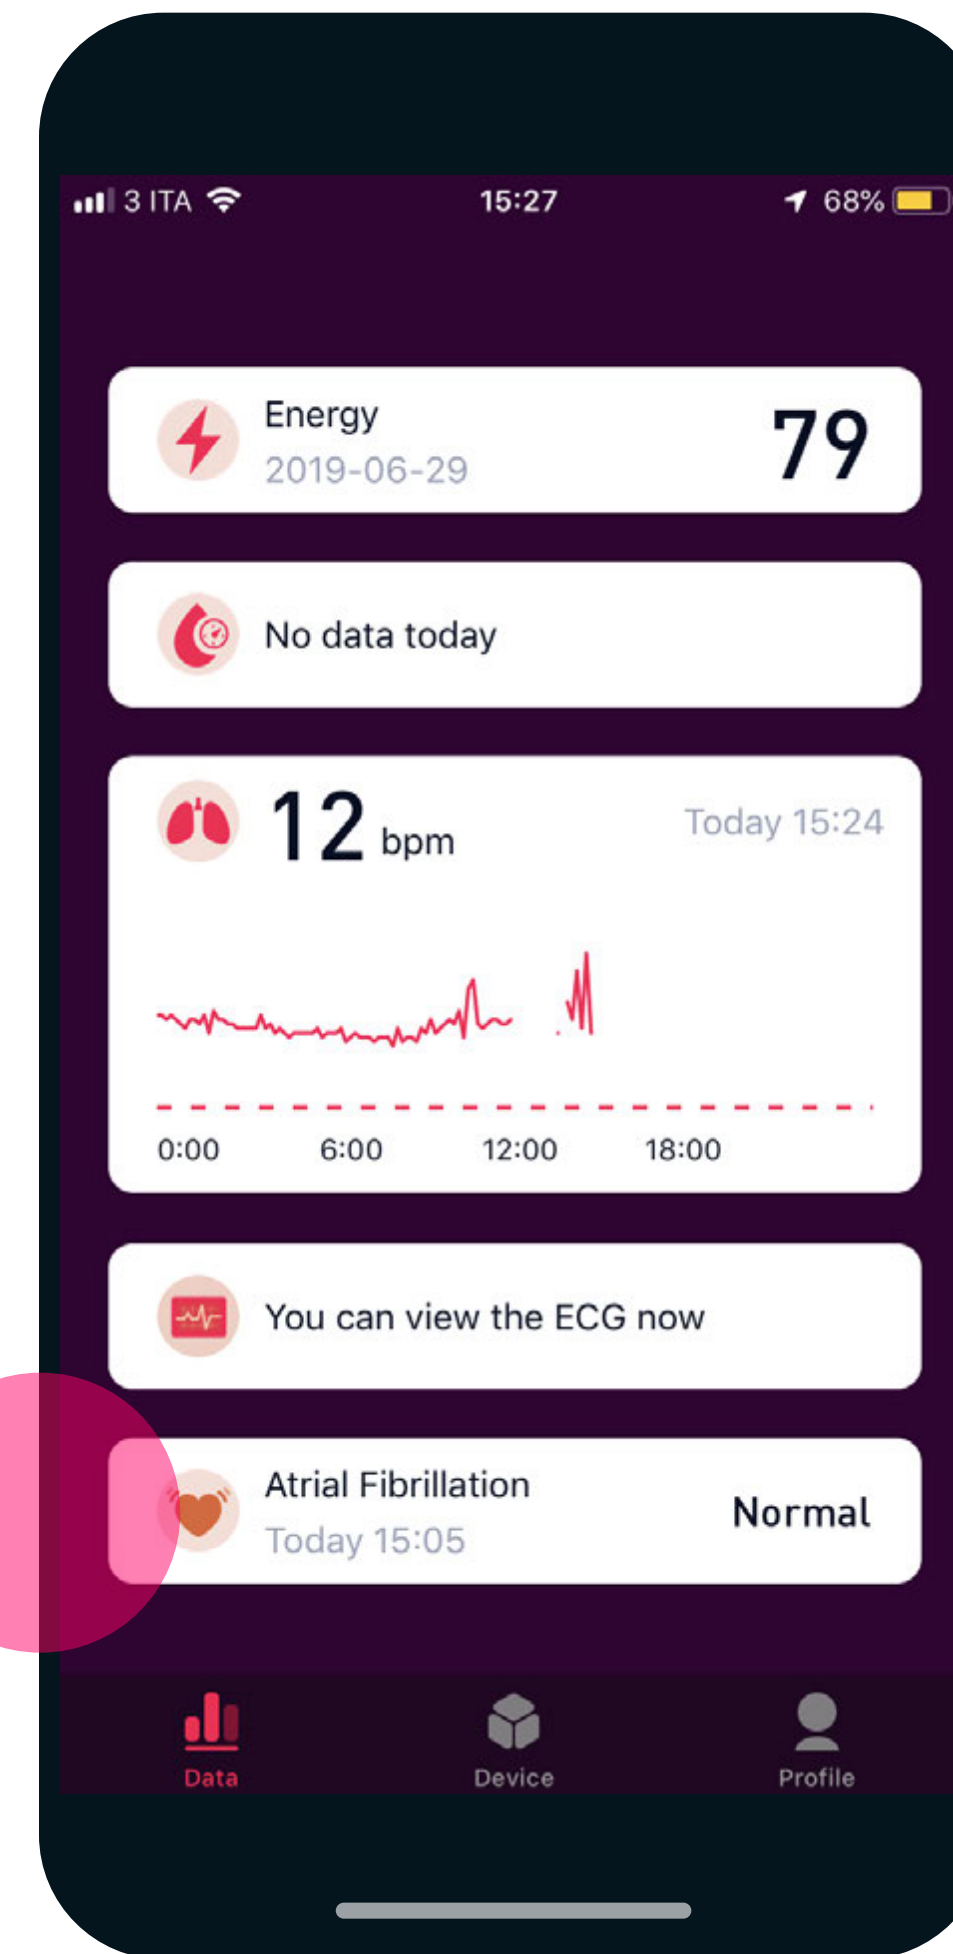 3 ITA 15:27 68%
Energy
2019-06-29
79
No data today
12 bpm
Today 15:24
0:00 6:00 12:00 18:00
You can view the ECG now
Atrial Fibrillation
Today 15:05
Normal
Data Device Profile